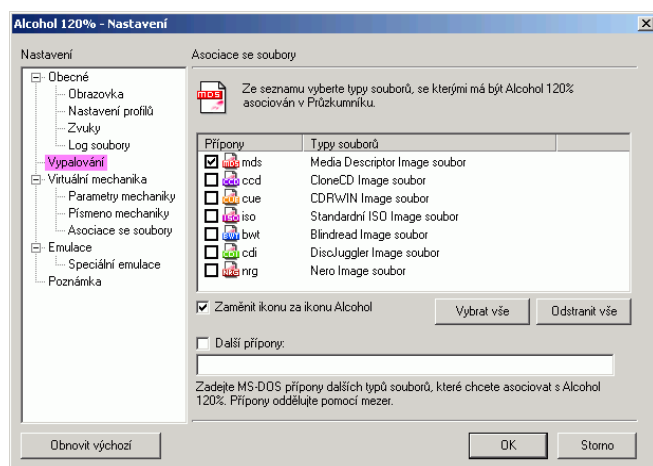 Alcohol 120% - Nastavení
Nastavení
Obecné
Obrazovka
Nastavení profilů
Zvuky
Log soubory
Vypalování
Virtuální mechanika
Parametry mechaniky
Písmeno mechaniky
Asociace se soubory
Emulace
Speciální emulace
Poznámka
Asociace se soubory
Ze seznamu vyberte typy souborů, se kterými má být Alcohol 120%
asociován v Průzkumníku.
Přípony Typy souborů
mds Media Descriptor Image soubor
ccd CloneCD Image soubor
cue CDRWIN Image soubor
iso Standardní ISO Image soubor
bwt Blindread Image soubor
cdi DiscJuggler Image soubor
nrg Nero Image soubor
Zaměnit ikonu za ikonu Alcohol
Vybrat vše
Odstranit vše
Další přípony:
Zadejte MS-DOS přípony dalších typů souborů, které chcete asociovat s Alcohol
120%. Přípony oddělujte pomocí mezer.
Obnovit výchozí
OK
Storno